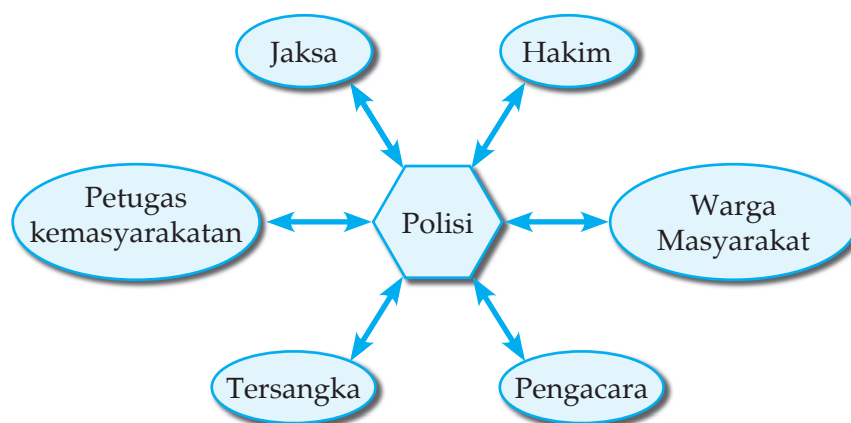 Jaksa
Hakim
Petugas
kemasyarakatan
Polisi
Warga
Masyarakat
Tersangka
Pengacara